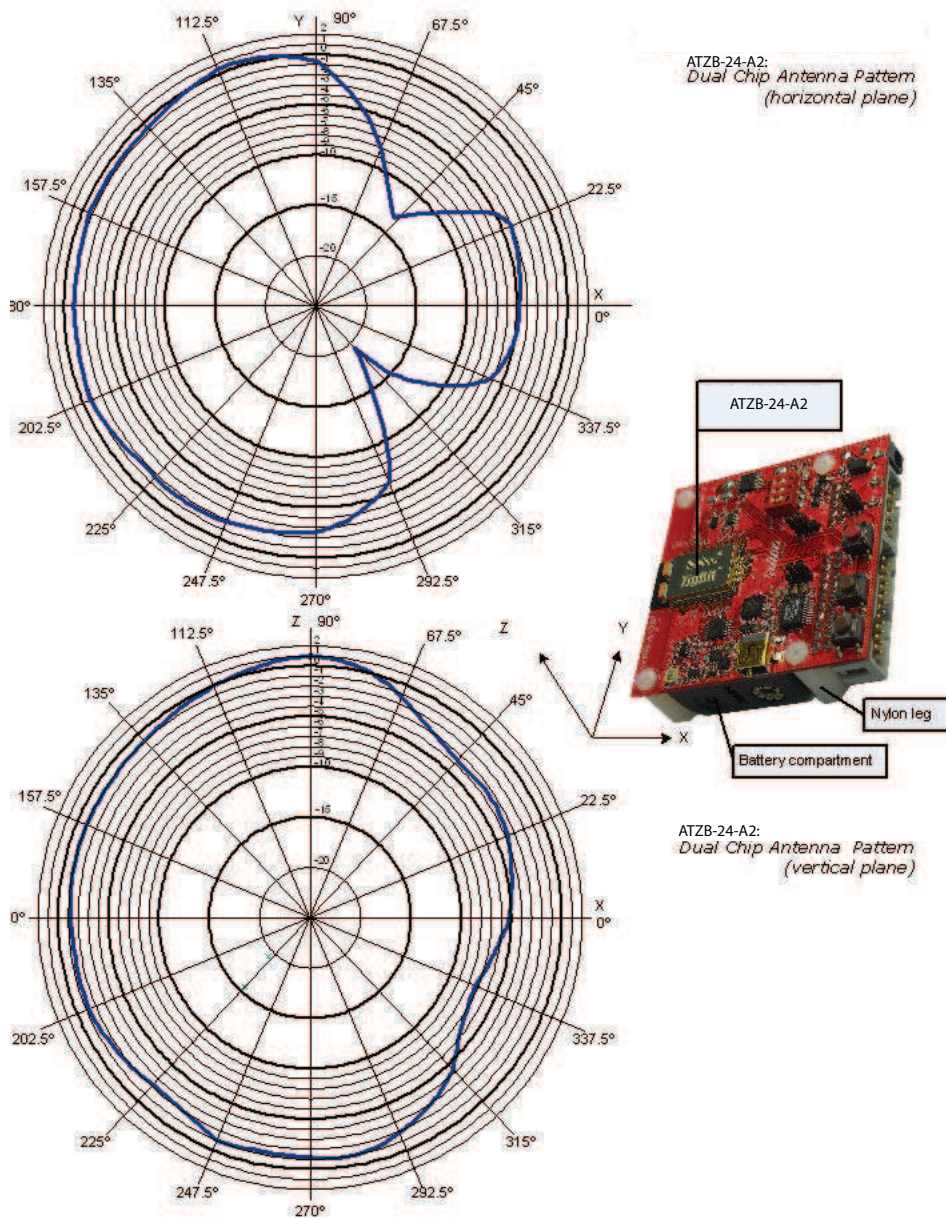 112.5°
Y
90°
67.5°
135°
45°
157.5°
22.5°
-10
-15
-20
X
0°
80°
202.5°
337.5°
225°
315°
247.5°
292.5°
270°
ATZB-24-A2:
Dual Chip Antenna Pattern
(horizontal plane)
ATZB-24-A2
Z
Y
X
Nylon leg
Battery compartment
112.5°
Z
90°
67.5°
135°
45°
157.5°
22.5°
-10
-15
-20
X
0°
0°
202.5°
337.5°
225°
315°
247.5°
292.5°
270°
ATZB-24-A2:
Dual Chip Antenna Pattern
(vertical plane)